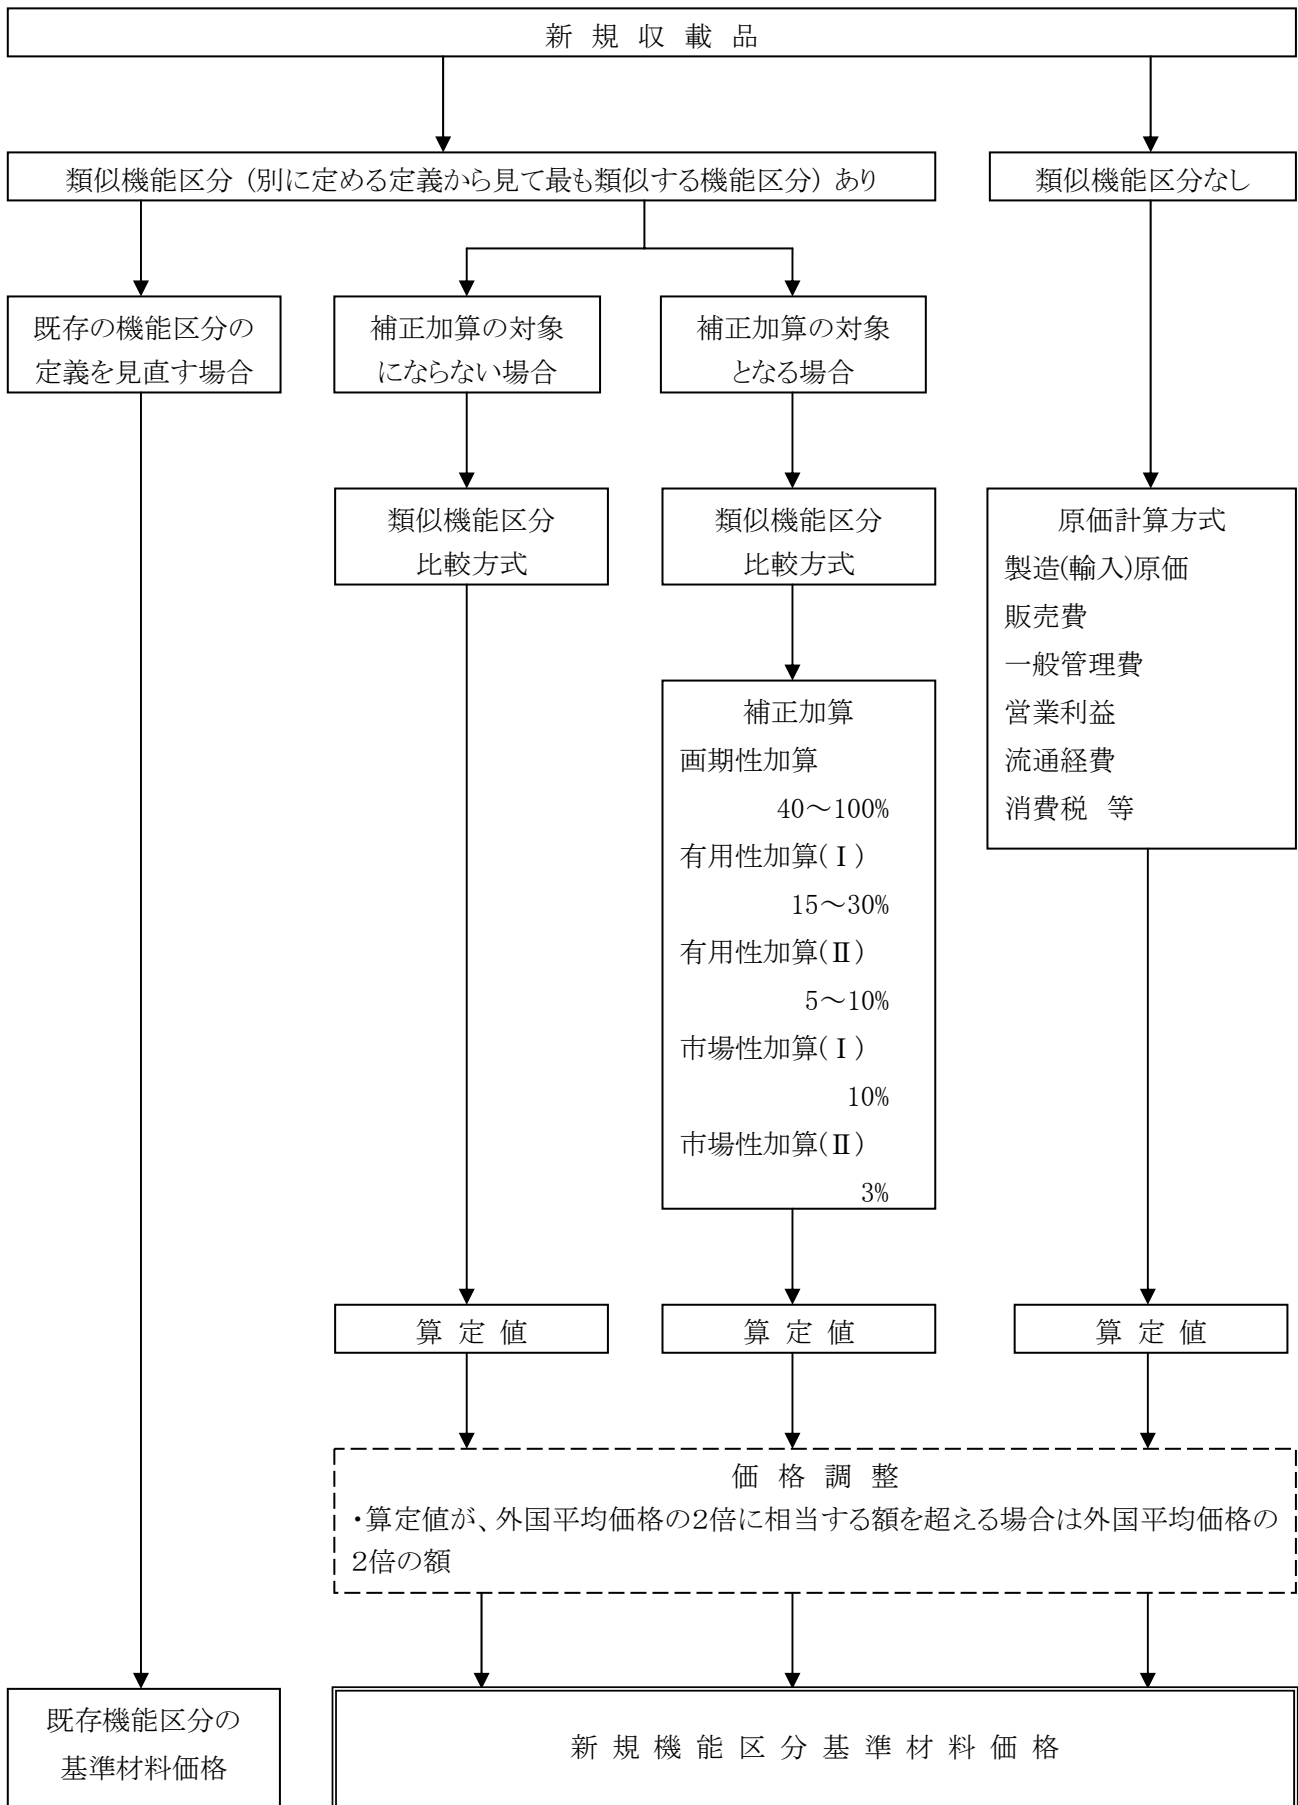 新規収載品
類似機能区分（別に定める定義から見て最も類似する機能区分）あり
類似機能区分なし
既存の機能区分の
定義を見直す場合
補正加算の対象
にならない場合
補正加算の対象
となる場合
類似機能区分
比較方式
類似機能区分
比較方式
原価計算方式
製造(輸入)原価
販売費
一般管理費
営業利益
流通経費
消費税 等
補正加算
画期性加算
40～100%
有用性加算(Ⅰ)
15～30%
有用性加算(Ⅱ)
5～10%
市場性加算(Ⅰ)
10%
市場性加算(Ⅱ)
3%
算定値
算定値
算定値
価格調整
・算定値が、外国平均価格の2倍に相当する額を超える場合は外国平均価格の
2倍の額
既存機能区分の
基準材料価格
新規機能区分基準材料価格